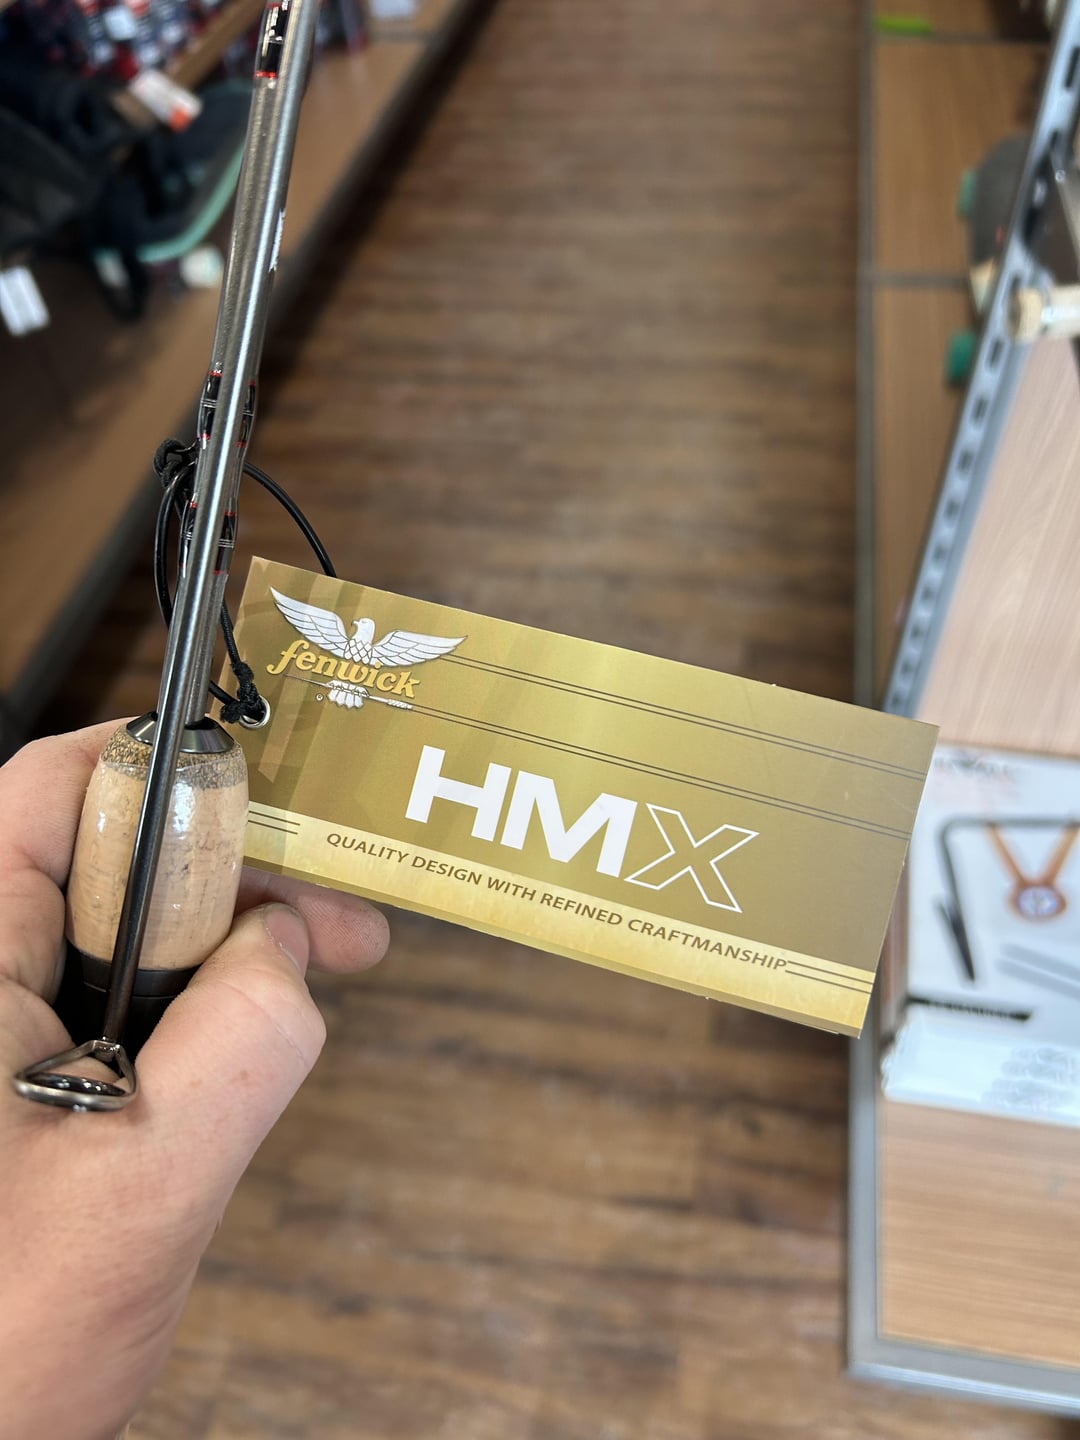 fenwick
HMX
QUALITY DESIGN WITH REFINED CRAFTMANSHIP